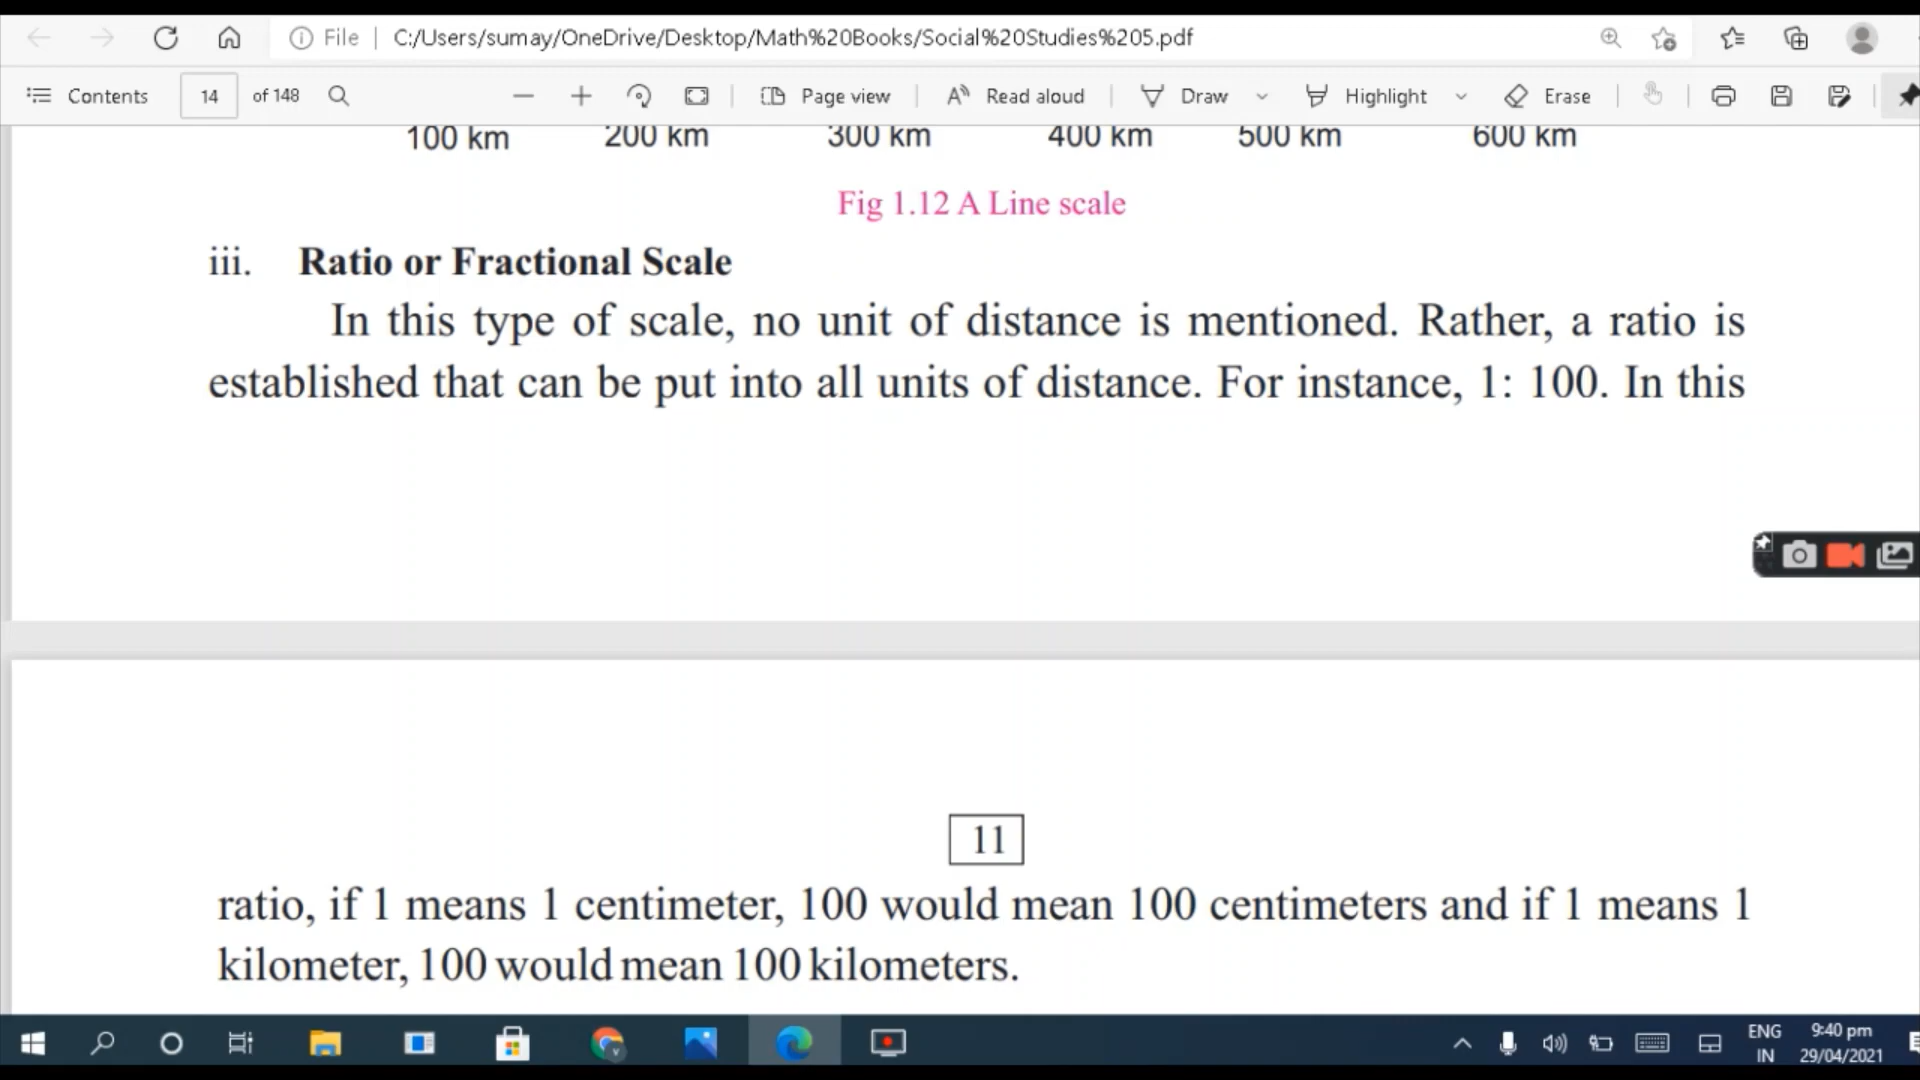 File | C:/Users/sumay/OneDrive/Desktop/Math%20Books/Social%20Studies%205.pdf
Contents 14 of 148 Page view Read aloud Draw Highlight Erase
100 km 200 km 300 km 400 km 500 km 600 km
Fig 1.12 A Line scale
iii. Ratio or Fractional Scale
In this type of scale, no unit of distance is mentioned. Rather, a ratio is
established that can be put into all units of distance. For instance, 1: 100. In this
11
ratio, if 1 means 1 centimeter, 100 would mean 100 centimeters and if 1 means 1
kilometer, 100 would mean 100 kilometers.
ENG 9:40 pm
IN 29/04/2021